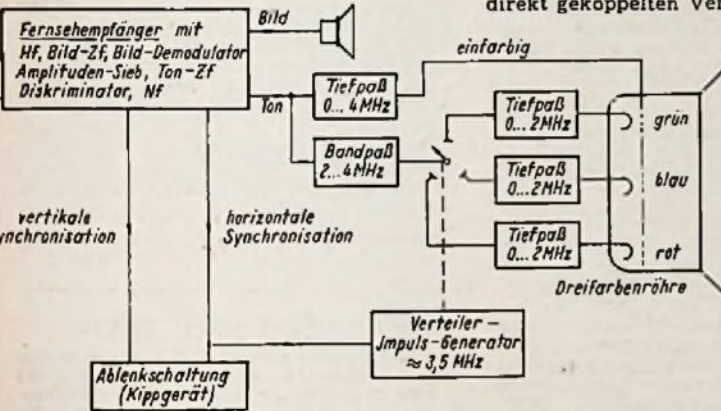 direkt gekoppelten Ver
Fernsehempfänger mit
Hf, Bild-Zf, Bild-Demodulator
Amplituden-Sieb, Ton-Zf
Diskriminator, Nf
Bild
Ton
einfarbig
Tiefpaß
0...4MHz
Bandpaß
2...4MHz
Tiefpaß
0...2MHz
grün
Tiefpaß
0...2MHz
blau
Tiefpaß
0...2MHz
rot
Dreifarbenröhre
vertikale
ynchronisation
horizontale
Synchronisation
Verteiler-
Jmpuls-Generator
≈ 3,5 MHz
Ablenkschaltung
(Kippgerät)